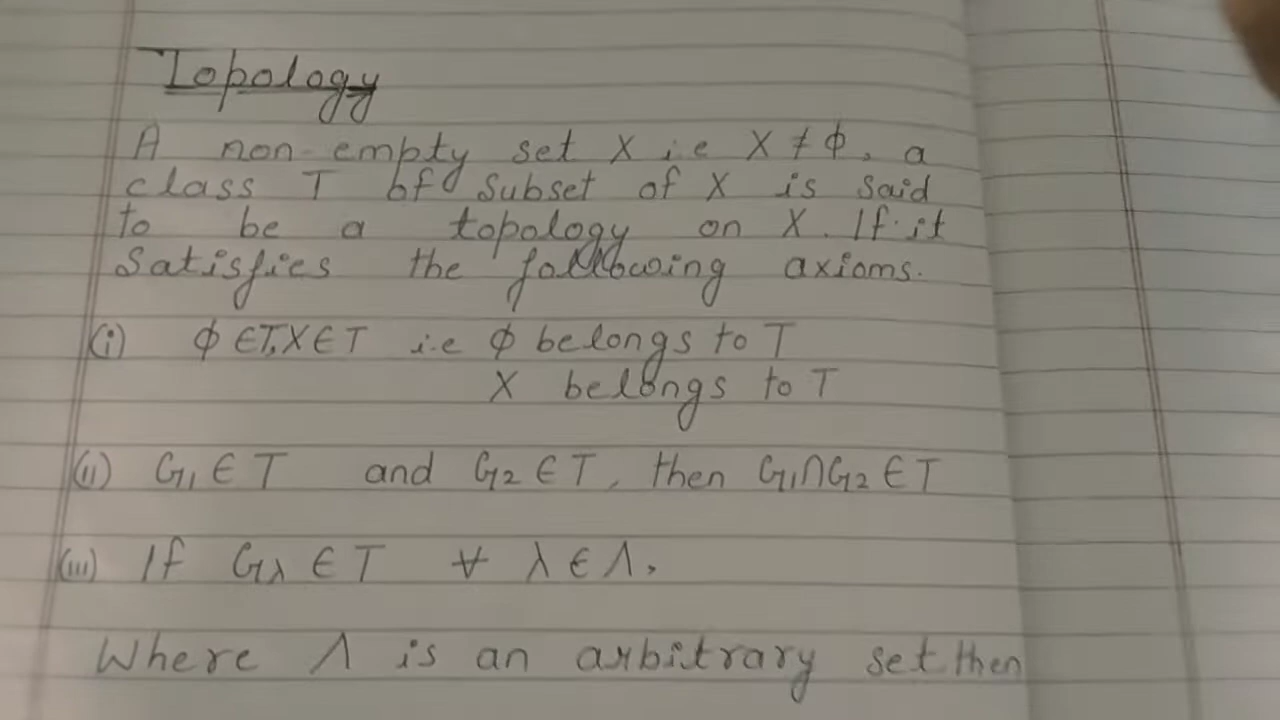 Topology
A non-empty set X i.e X ≠ ϕ, a
class T of subset of X is said
to be a topology on X. If it
Satisfies the following axioms.
(i) ϕ ∈ T, X ∈ T i.e ϕ belongs to T
X belongs to T
(ii) G₁ ∈ T and G₂ ∈ T, then G₁∩G₂ ∈ T
(iii) If Gλ ∈ T ∀ λ ∈ Λ,
Where Λ is an arbitrary set then